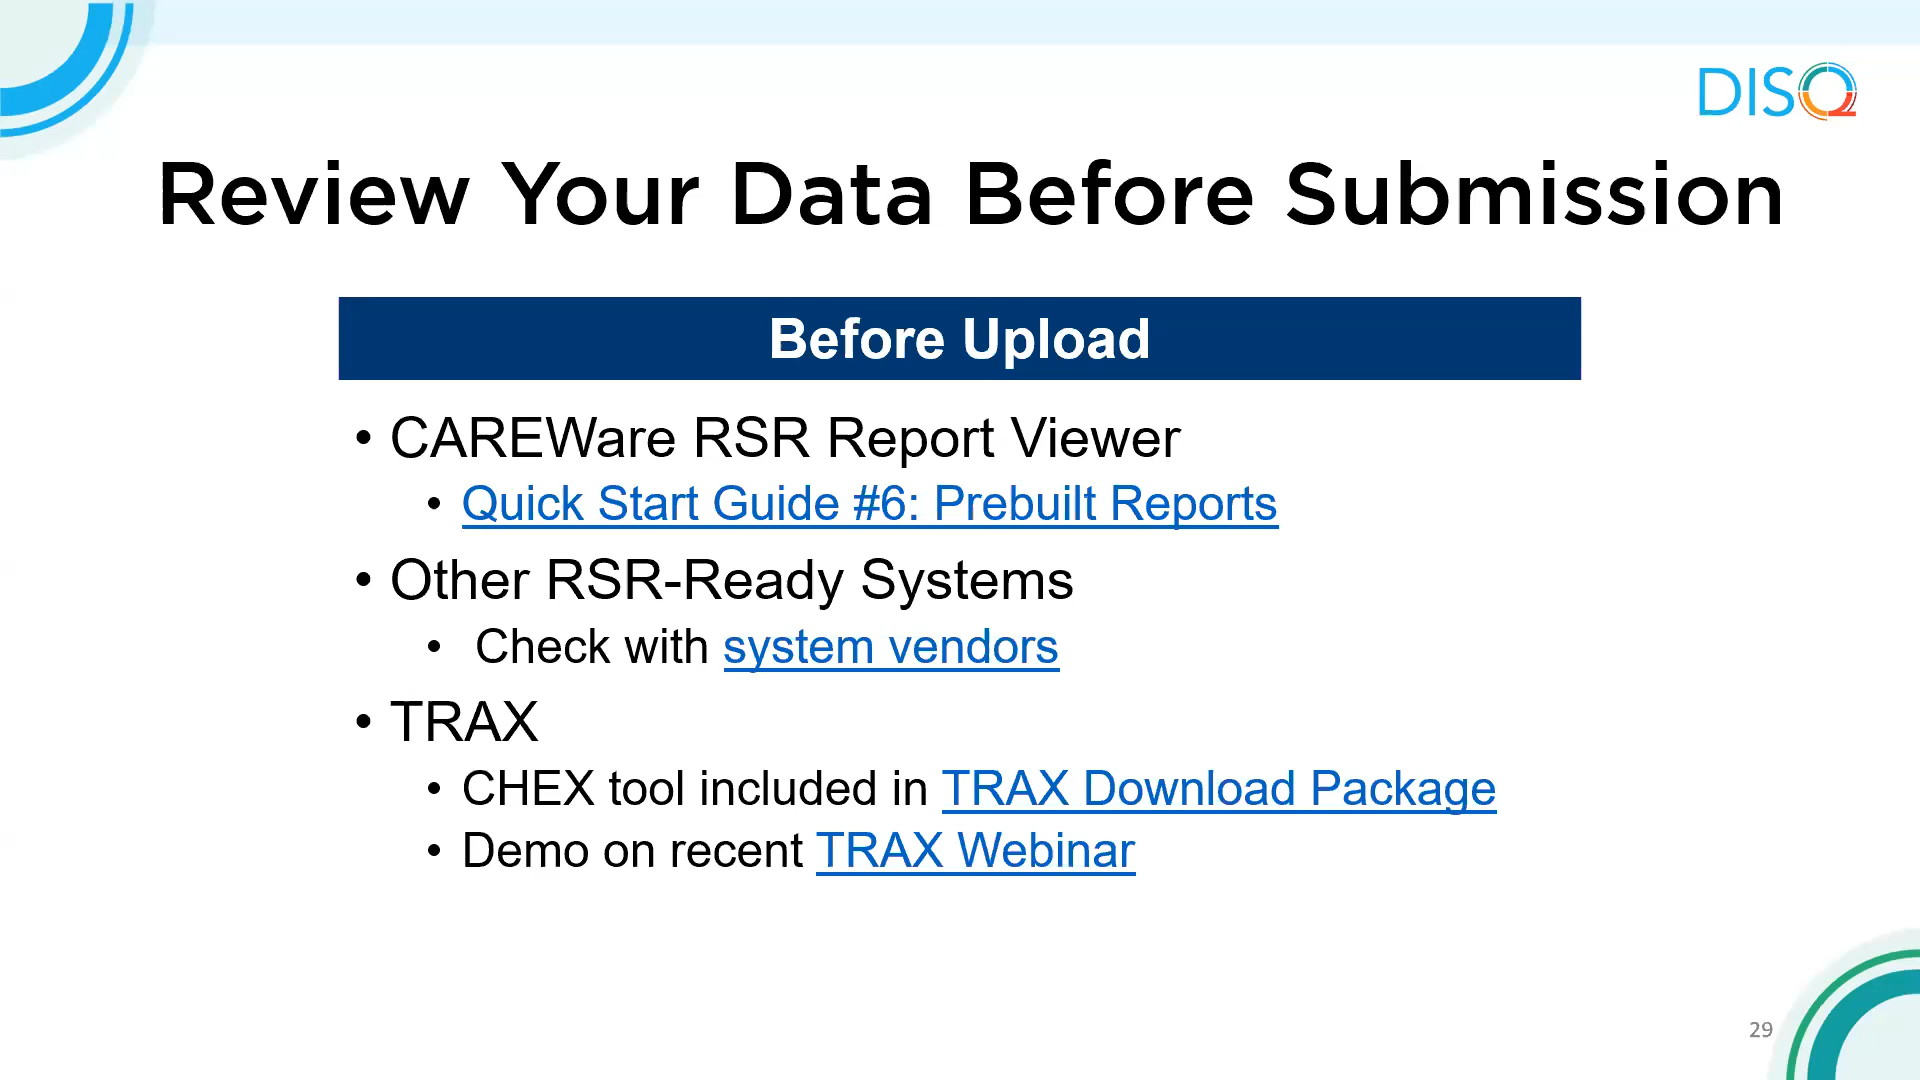 DISQ
Review Your Data Before Submission
Before Upload
• CAREWare RSR Report Viewer
• Quick Start Guide #6: Prebuilt Reports
• Other RSR-Ready Systems
• Check with system vendors
• TRAX
• CHEX tool included in TRAX Download Package
• Demo on recent TRAX Webinar
29